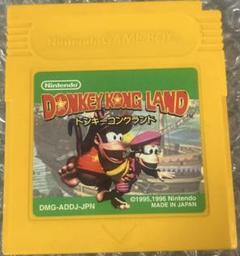 Nintendo GAME BOY
Nintendo
DONKEY KONG LAND
ドンキーコングランド
©1995,1996 Nintendo
DMG-ADDJ-JPN
MADE IN JAPAN